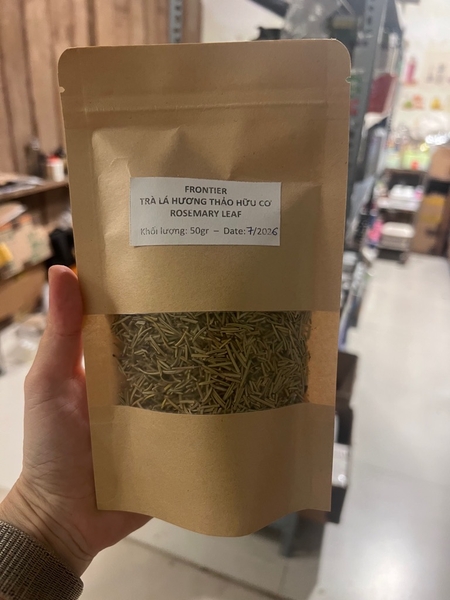 FRONTIER
TRÀ LÁ HƯƠNG THẢO HỮU CƠ
ROSEMARY LEAF
Khối lượng: 50gr – Date: 7/2026